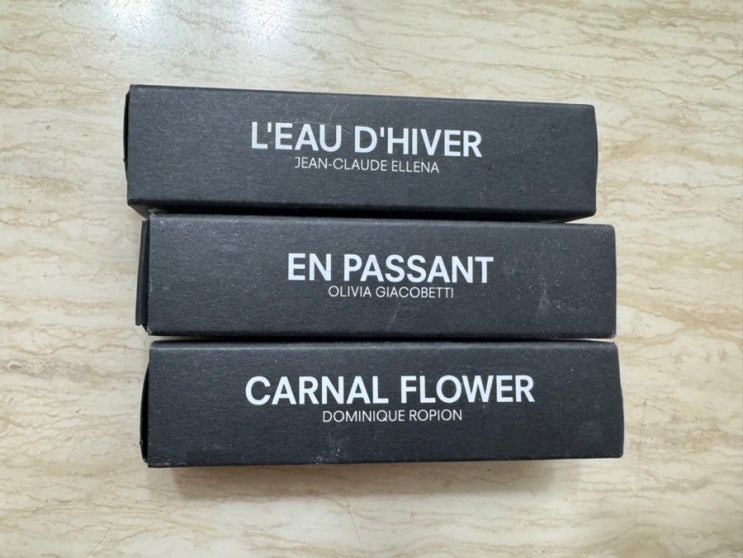 L'EAU D'HIVER
JEAN-CLAUDE ELLENA
EN PASSANT
OLIVIA GIACOBETTI
CARNAL FLOWER
DOMINIQUE ROPION